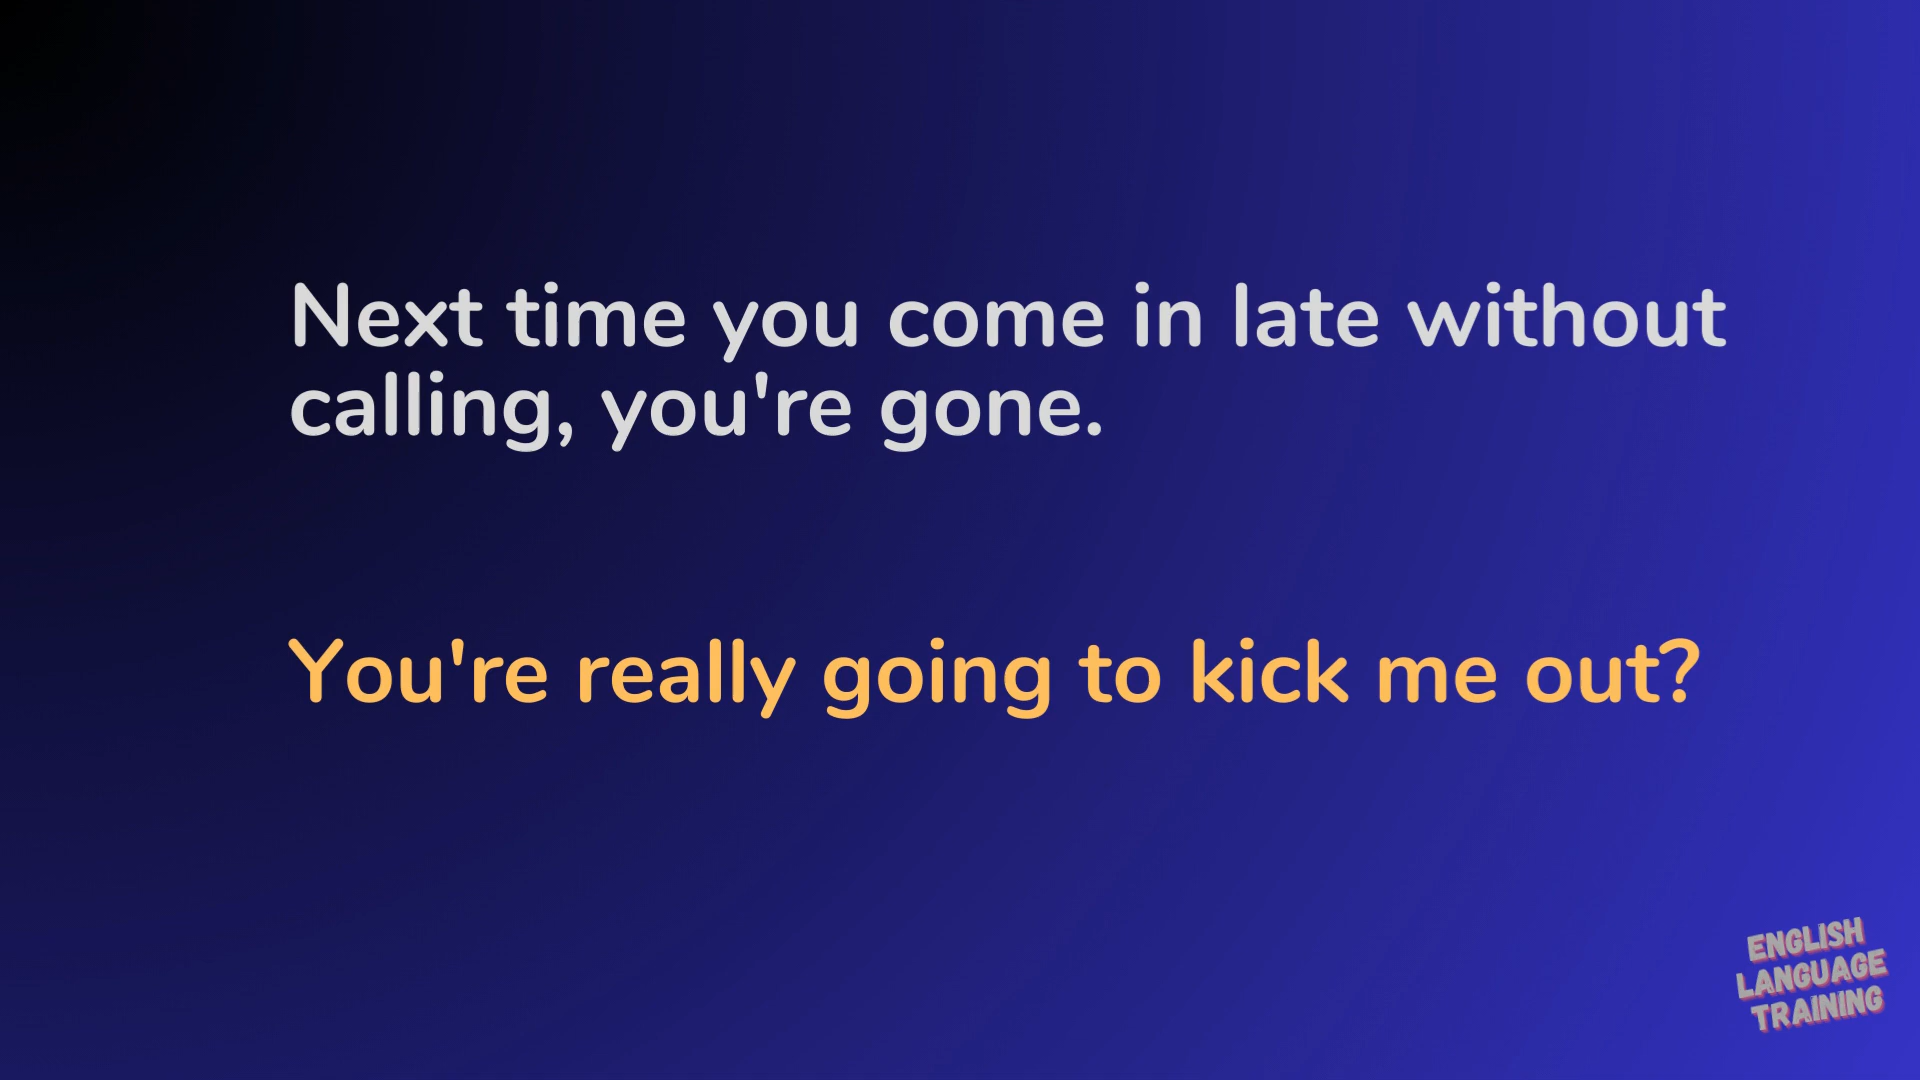 Next time you come in late without
calling, you're gone.
You're really going to kick me out?
ENGLISH
LANGUAGE
TRAINING